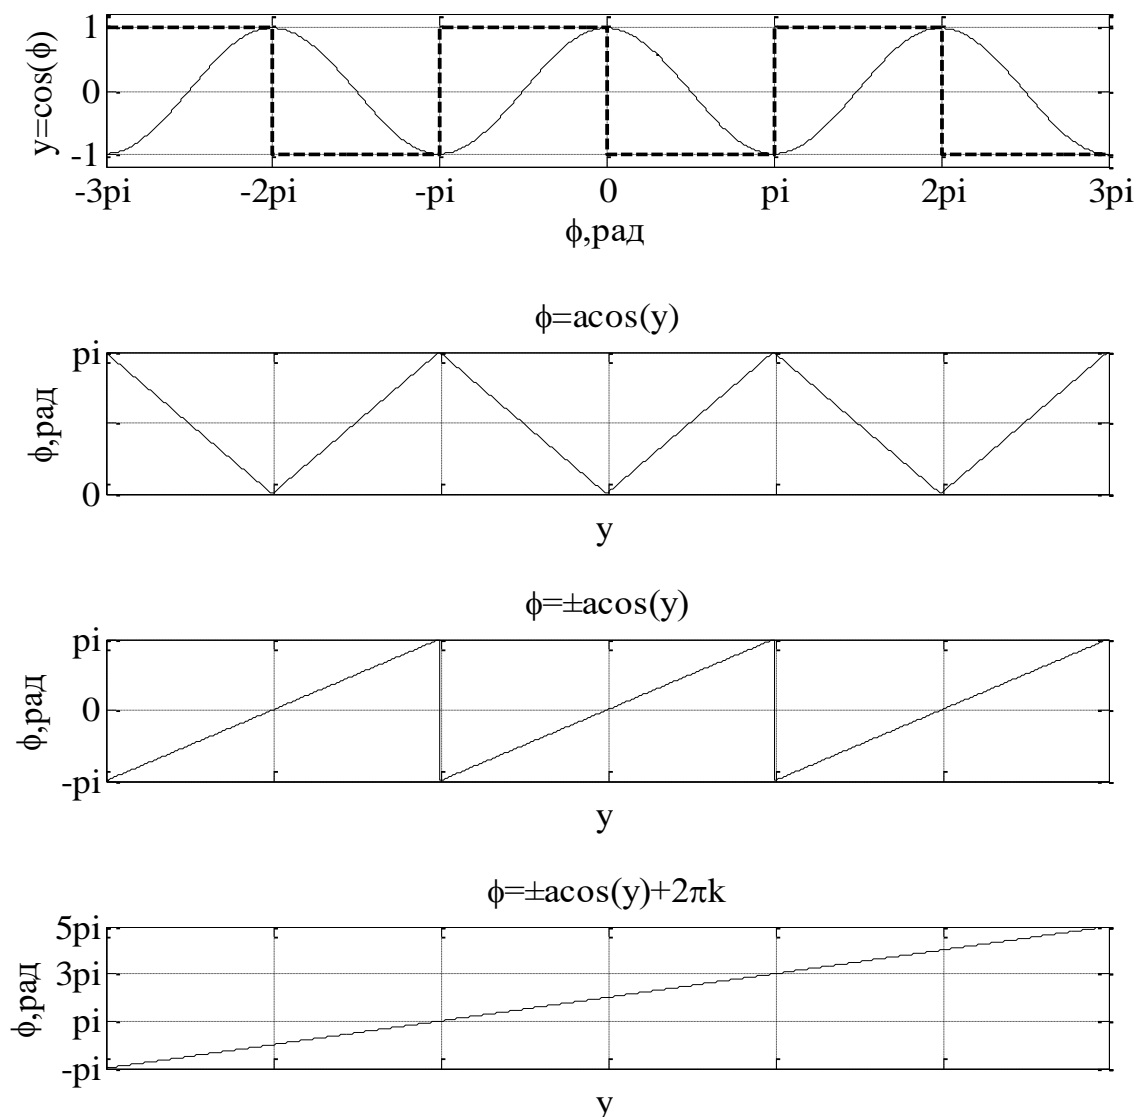 y=cos(ϕ)
1
0
-1
-3pi -2pi -pi 0 pi 2pi 3pi
ϕ,рад
ϕ=acos(y)
ϕ,рад
pi
0
y
ϕ=±acos(y)
ϕ,рад
pi
0
-pi
y
ϕ=±acos(y)+2πk
ϕ,рад
5pi
3pi
pi
-pi
y